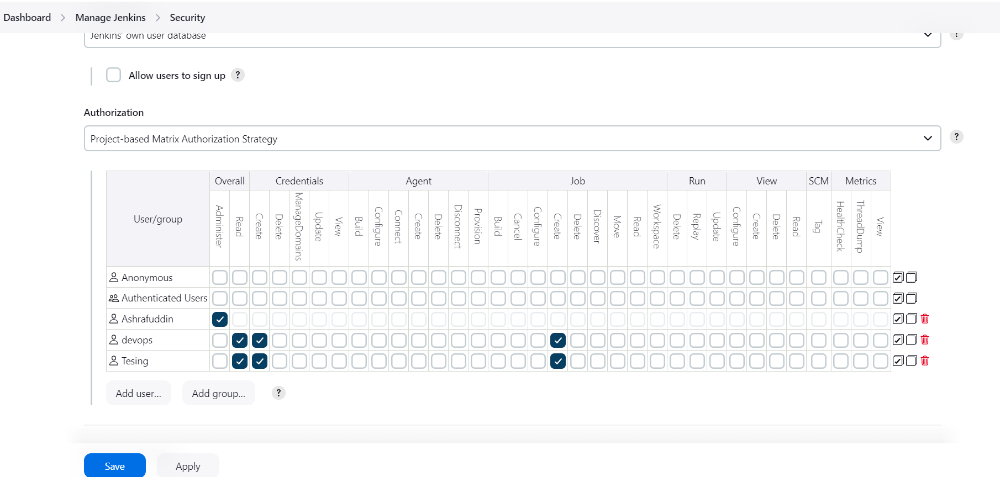 Dashboard > Manage Jenkins > Security
Jenkins' own user database
?
Allow users to sign up ?
Authorization
Project-based Matrix Authorization Strategy
?
User/group
Overall Credentials Agent Job Run View SCM Metrics
Administer Read Create Delete ManageDomains Update View Build Configure Connect Create Delete Disconnect Provision Build Cancel Configure Create Delete Discover Move Read Workspace Delete Replay Update Configure Create Delete Read Tag HealthCheck ThreadDump View
Anonymous
Authenticated Users
Ashrafuddin
devops
Tesing
Add user... Add group... ?
Save Apply